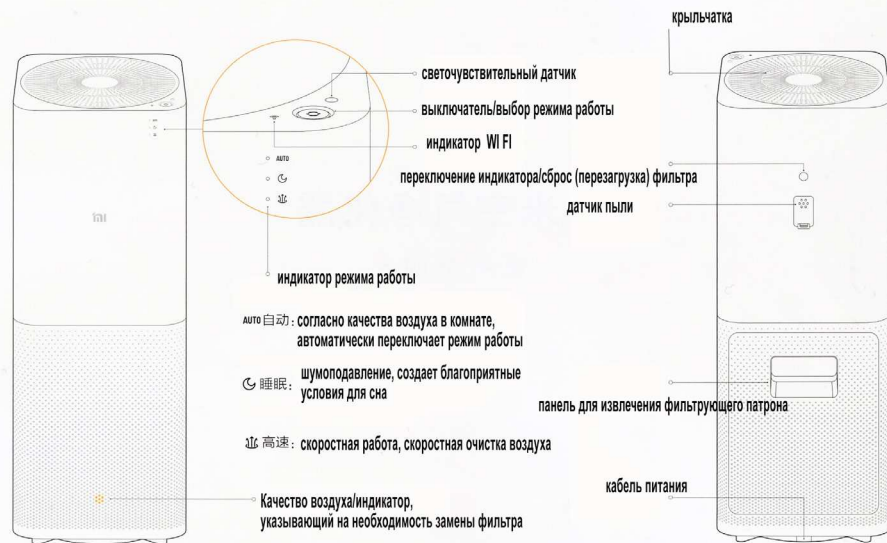 крыльчатка
светочувствительный датчик
выключатель/выбор режима работы
индикатор WI FI
переключение индикатора/сброс (перезагрузка) фильтра
AUTO
датчик пыли
mi
индикатор режима работы
AUTO 自动: согласно качества воздуха в комнате,
автоматически переключает режим работы
睡眠: шумоподавление, создает благоприятные
условия для сна
панель для извлечения фильтрующего патрона
高速: скоростная работа, скоростная очистка воздуха
кабель питания
Качество воздуха/индикатор,
указывающий на необходимость замены фильтра